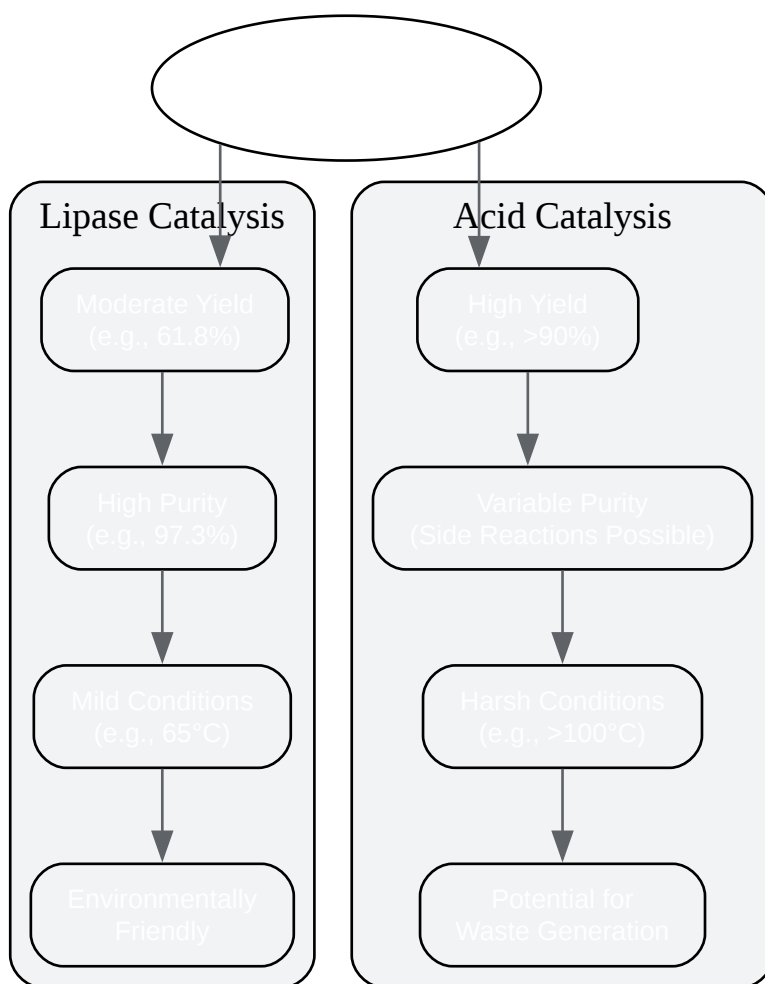 Lipase Catalysis
Moderate Yield
(e.g., 61.8%)
High Purity
(e.g., 97.3%)
Mild Conditions
(e.g., 65°C)
Environmentally
Friendly
Acid Catalysis
High Yield
(e.g., >90%)
Variable Purity
(Side Reactions Possible)
Harsh Conditions
(e.g., >100°C)
Potential for
Waste Generation